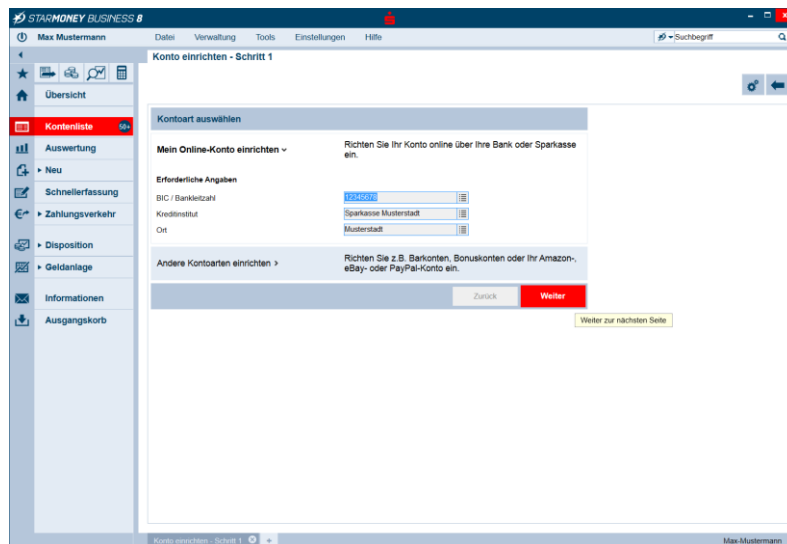 STARMONEY BUSINESS 8
Max Mustermann
Datei Verwaltung Tools Einstellungen Hilfe
Suchbegriff
Konto einrichten - Schritt 1
Übersicht
Kontenliste
50+
Auswertung
Neu
Schnellerfassung
Zahlungsverkehr
Disposition
Geldanlage
Informationen
Ausgangskorb
Kontoart auswählen
Mein Online-Konto einrichten
Richten Sie Ihr Konto online über Ihre Bank oder Sparkasse
ein.
Erforderliche Angaben
BIC / Bankleitzahl 12345678
Kreditinstitut Sparkasse Musterstadt
Ort Musterstadt
Andere Kontoarten einrichten >
Richten Sie z.B. Barkonten, Bonuskonten oder Ihr Amazon-,
eBay- oder PayPal-Konto ein.
Zurück Weiter
Weiter zur nächsten Seite
Konto einrichten - Schritt 1
Max-Mustermann